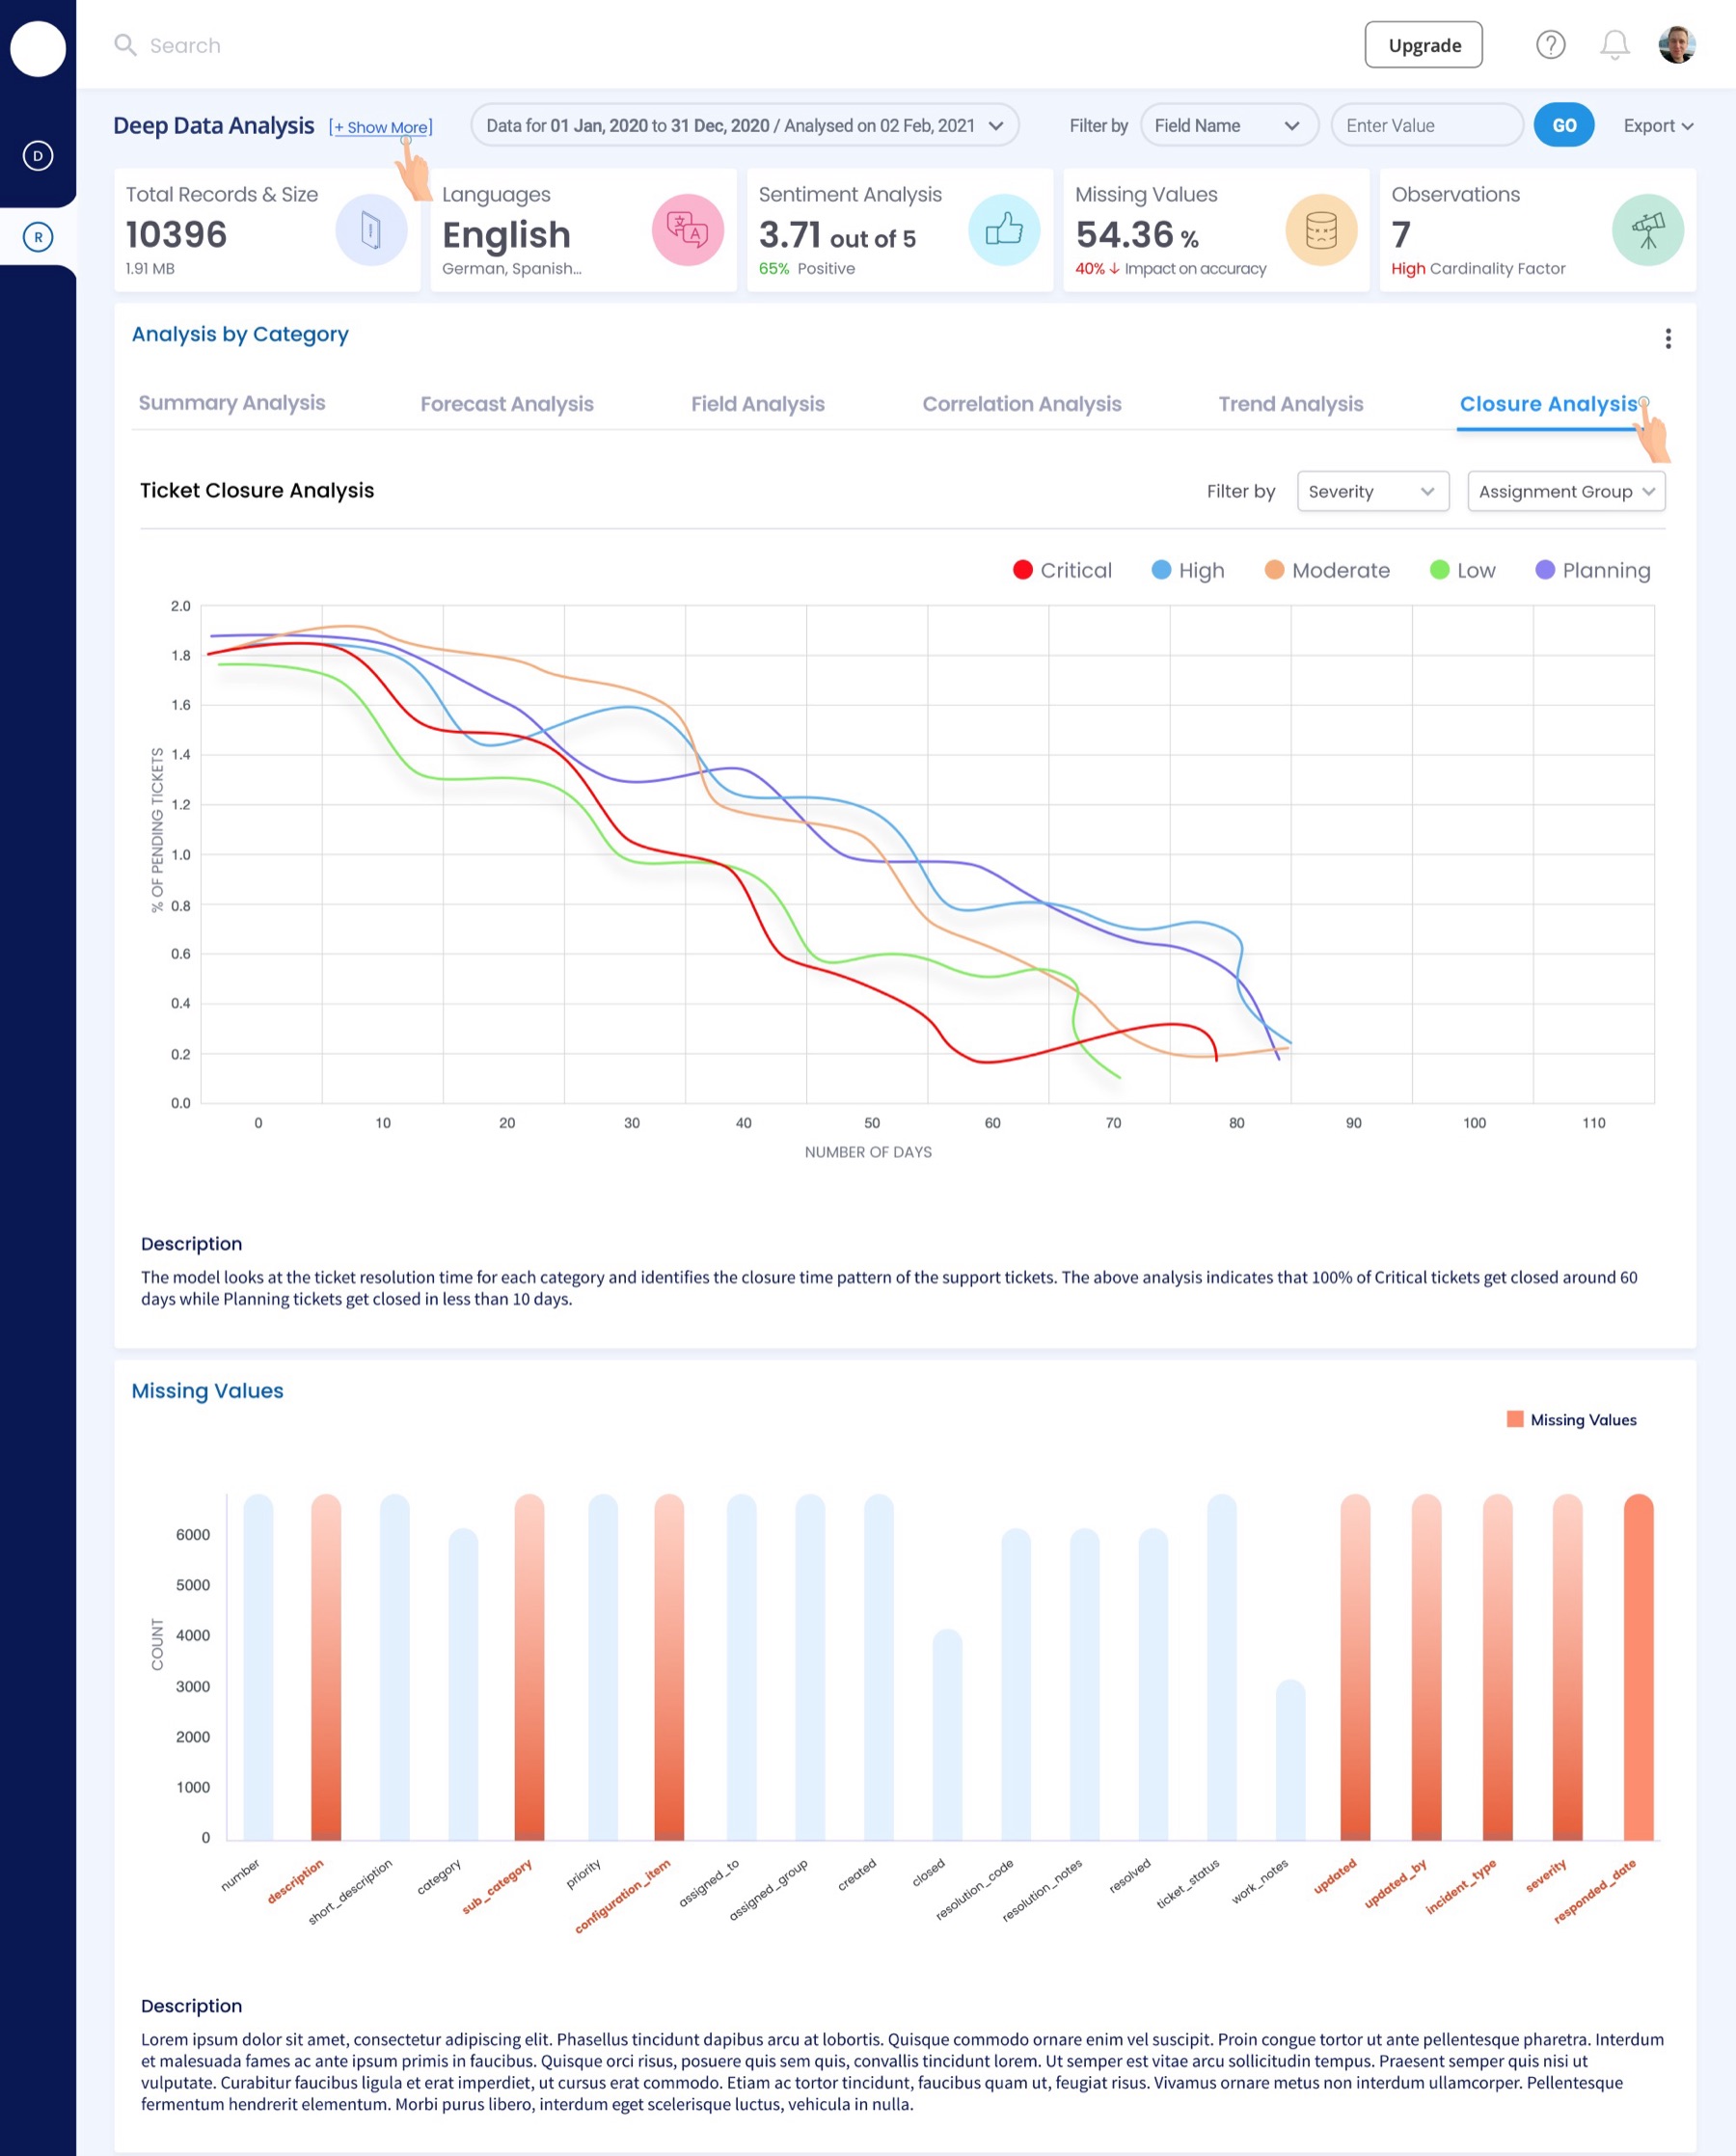 Search
Upgrade
?
D
R
Deep Data Analysis [+ Show More] Data for 01 Jan, 2020 to 31 Dec, 2020 / Analysed on 02 Feb, 2021 Filter by Field Name Enter Value GO Export
Total Records & Size
10396
1.91 MB
Languages
English
German, Spanish...
文 A
Sentiment Analysis
3.71 out of 5
65% Positive
Missing Values
54.36 %
40% ↓ Impact on accuracy
Observations
7
High Cardinality Factor
Analysis by Category
Summary Analysis Forecast Analysis Field Analysis Correlation Analysis Trend Analysis Closure Analysis
Ticket Closure Analysis Filter by Severity Assignment Group
Critical High Moderate Low Planning
% OF PENDING TICKETS
2.0
1.8
1.6
1.4
1.2
1.0
0.8
0.6
0.4
0.2
0.0
0 10 20 30 40 50 60 70 80 90 100 110
NUMBER OF DAYS
Description
The model looks at the ticket resolution time for each category and identifies the closure time pattern of the support tickets. The above analysis indicates that 100% of Critical tickets get closed around 60
days while Planning tickets get closed in less than 10 days.
Missing Values
Missing Values
COUNT
6000
5000
4000
3000
2000
1000
0
number description short_description category sub_category priority configuration_item assigned_to assigned_group created closed resolution_code resolution_notes resolved ticket_status work_notes updated updated_by incident_type severity responded_date
Description
Lorem ipsum dolor sit amet, consectetur adipiscing elit. Phasellus tincidunt dapibus arcu at lobortis. Quisque commodo ornare enim vel suscipit. Proin congue tortor ut ante pellentesque pharetra. Interdum
et malesuada fames ac ante ipsum primis in faucibus. Quisque orci risus, posuere quis sem quis, convallis tincidunt lorem. Ut semper est vitae arcu sollicitudin tempus. Praesent semper quis nisi ut
vulputate. Curabitur faucibus ligula et erat imperdiet, ut cursus erat commodo. Etiam ac tortor tincidunt, faucibus quam ut, feugiat risus. Vivamus ornare metus non interdum ullamcorper. Pellentesque
fermentum hendrerit elementum. Morbi purus libero, interdum eget scelerisque luctus, vehicula in nulla.